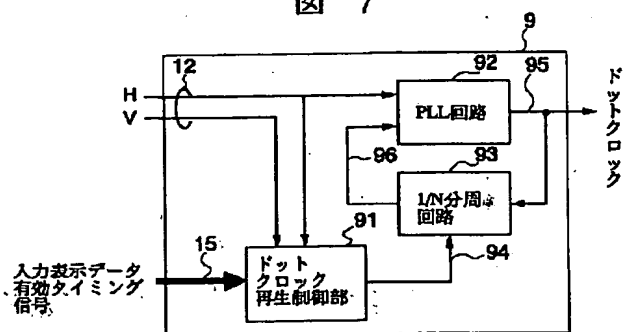 図 7
9
12
H
V
92
PLL回路
95
ドットクロック
96
93
1/N分周
回路
94
91
ドット
クロック
再生制御部
15
入力表示データ
有効タイミング
信号